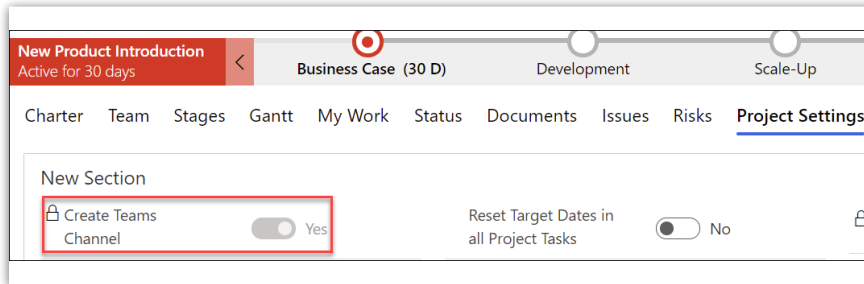 New Product Introduction
Active for 30 days
Business Case (30 D)
Development
Scale-Up
Charter Team Stages Gantt My Work Status Documents Issues Risks Project Settings
New Section
Create Teams
Channel
Yes
Reset Target Dates in
all Project Tasks
No